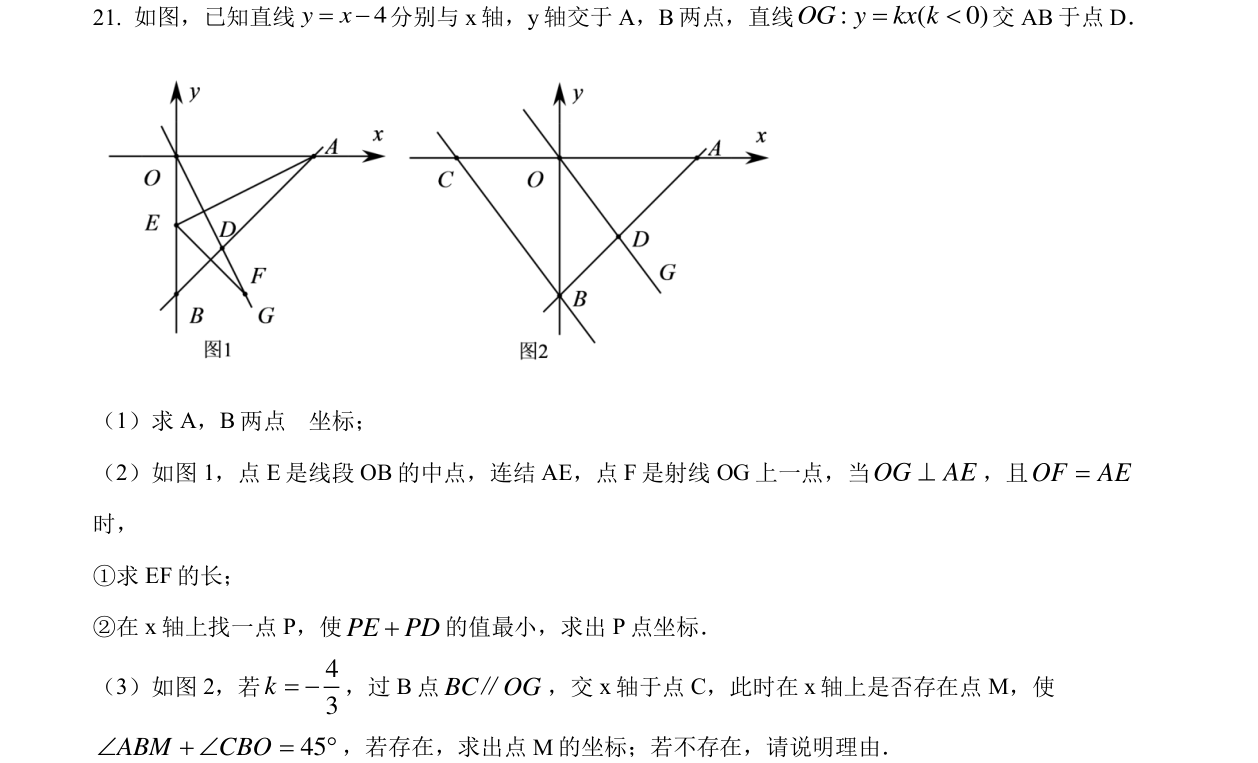 21. 如图，已知直线 y = x − 4 分别与 x 轴，y 轴交于 A，B 两点，直线 OG : y = kx(k < 0) 交 AB 于点 D．
y
A
x
O
E
D
F
B
G
图1
y
A
x
C
O
D
G
B
图2
（1）求 A，B 两点 坐标；
（2）如图 1，点 E 是线段 OB 的中点，连结 AE，点 F 是射线 OG 上一点，当 OG ⊥ AE ，且 OF = AE
时，
①求 EF 的长；
②在 x 轴上找一点 P，使 PE + PD 的值最小，求出 P 点坐标．
（3）如图 2，若 k = −4/3 ，过 B 点 BC∥OG ，交 x 轴于点 C，此时在 x 轴上是否存在点 M，使
∠ABM + ∠CBO = 45° ，若存在，求出点 M 的坐标；若不存在，请说明理由．